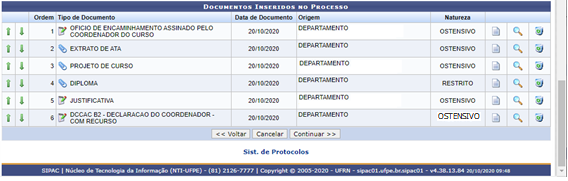 DOCUMENTOS INSERIDOS NO PROCESSO
Ordem Tipo de Documento Data de Documento Origem Natureza
1 OFICIO DE ENCAMINHAMENTO ASSINADO PELO COORDENADOR DO CURSO 20/10/2020 DEPARTAMENTO OSTENSIVO
2 EXTRATO DE ATA 20/10/2020 DEPARTAMENTO OSTENSIVO
3 PROJETO DE CURSO 20/10/2020 DEPARTAMENTO OSTENSIVO
4 DIPLOMA 20/10/2020 DEPARTAMENTO RESTRITO
5 JUSTIFICATIVA 20/10/2020 DEPARTAMENTO OSTENSIVO
6 DCCAC B2 - DECLARACAO DO COORDENADOR - COM RECURSO 20/10/2020 DEPARTAMENTO OSTENSIVO
<< Voltar Cancelar Continuar >>
Sist. de Protocolos
SIPAC | Núcleo de Tecnologia da Informação (NTI-UFPE) - (81) 2126-7777 | Copyright © 2005-2020 - UFRN - sipac01.ufpe.br.sipac01 - v4.38.13.84 20/10/2020 09:48